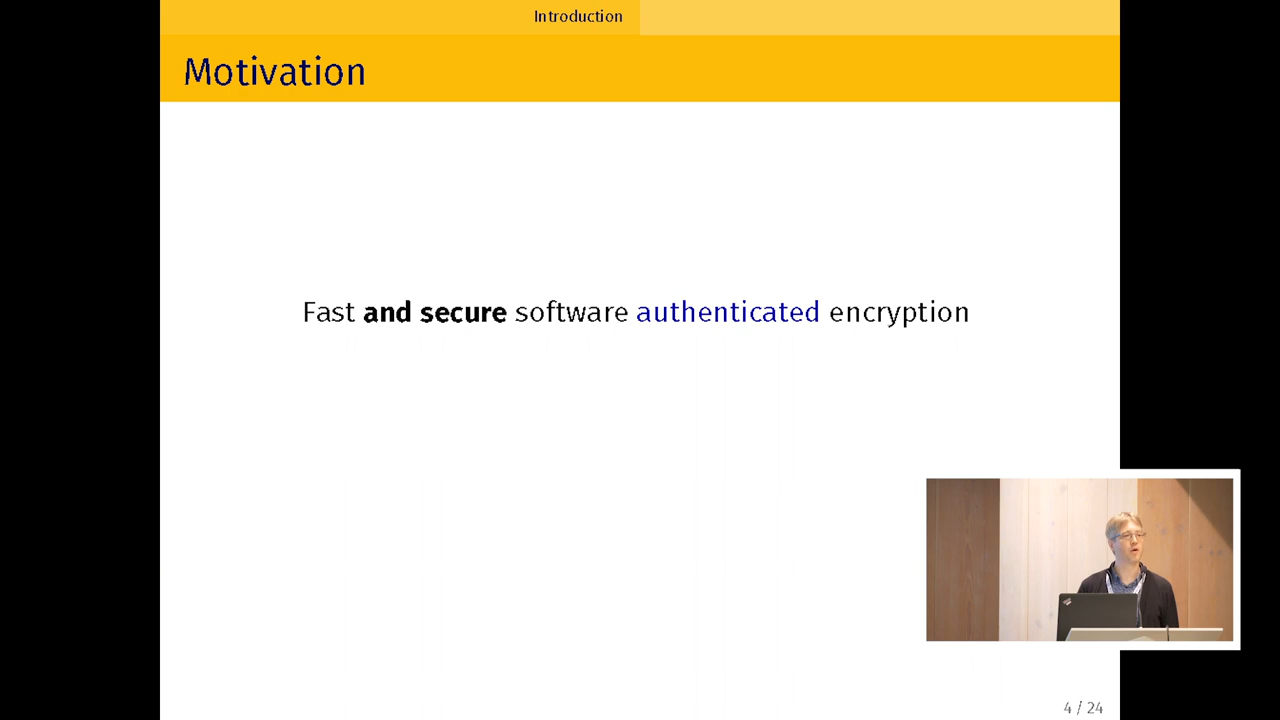 Introduction
Motivation
Fast and secure software authenticated encryption
4 / 24